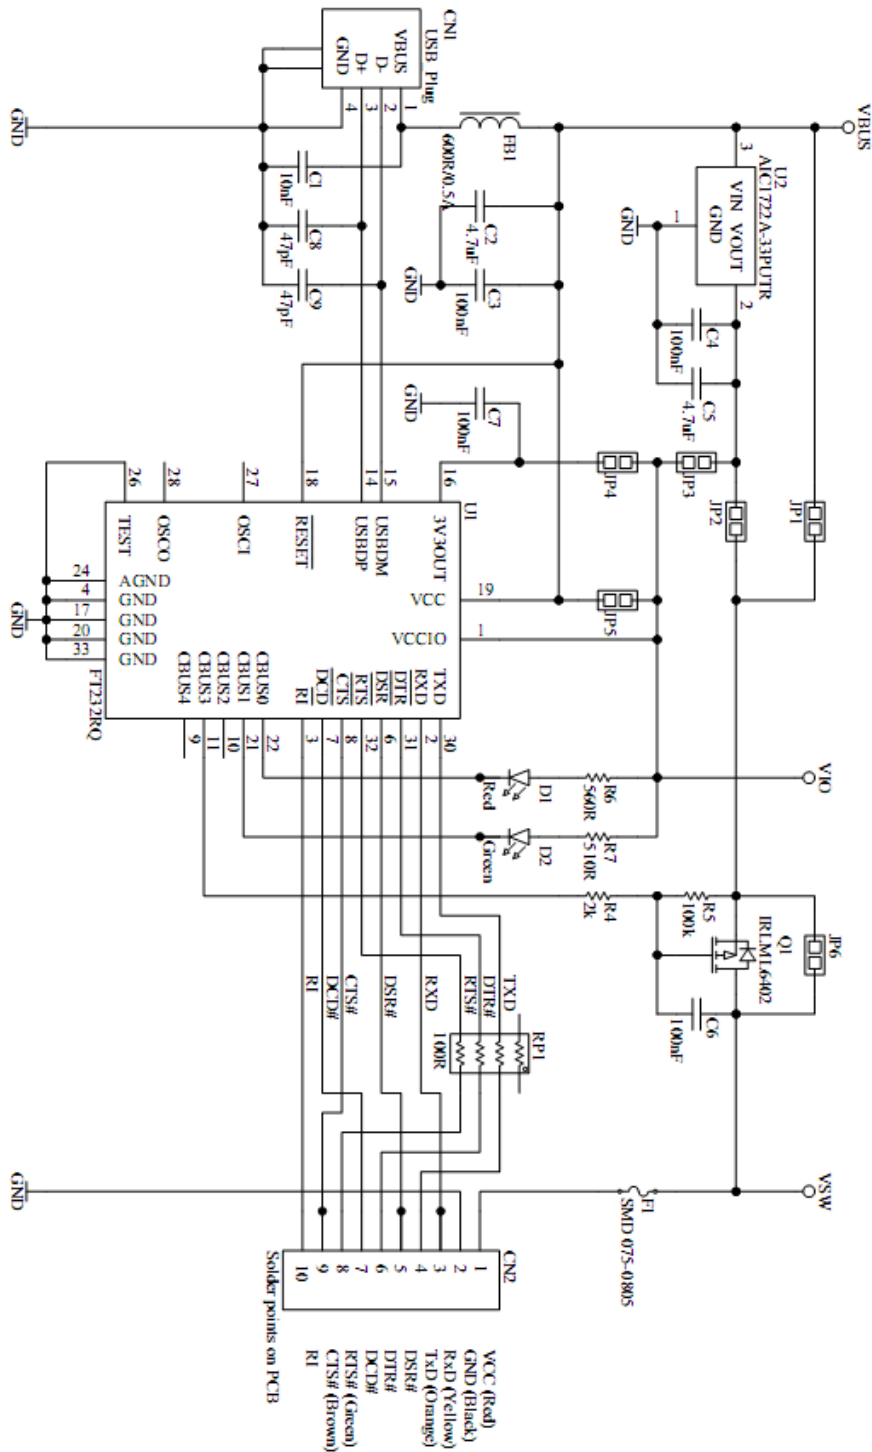 CN1
USB Plug
VBUS
D-
D+
GND
1
2
3
4
GND
C1
10nF
C8
47pF
C9
47pF
FB1
600R/0.5A
C2
4.7uF
C3
100nF
GND
VBUS
U2
AIC1722A-33PUTR
VIN VOUT
GND
3
1
2
GND
C4
100nF
C5
4.7uF
C7
100nF
GND
JP4
JP3
JP2
JP1
JP5
U1
16
15
14
18
27
28
26
3V3OUT
USBDM
USBDP
RESET
OSCI
OSCO
TEST
19
VCC
1
VCCIO
24
AGND
4
GND
17
GND
20
GND
33
GND
GND
FT232RQ
TXD
RXD
DTR
DSR
RTS
CTS
DCD
RI
CBUS0
CBUS1
CBUS2
CBUS3
CBUS4
30
2
31
6
32
8
7
3
22
21
10
11
9
D1
Red
R6
560R
D2
Green
R7
510R
VIO
R4
2k
R5
100k
Q1
IRLML6402
JP6
C6
100nF
TXD
DTR#
RTS#
RXD
DSR#
CTS#
DCD#
RI
RP1
100R
VSW
F1
SMD 075-0805
GND
CN2
1
2
3
4
5
6
7
8
9
10
Solder points on PCB
VCC (Red)
GND (Black)
RxD (Yellow)
TxD (Orange)
DSR#
DTR#
DCD#
RTS# (Green)
CTS# (Brown)
RI